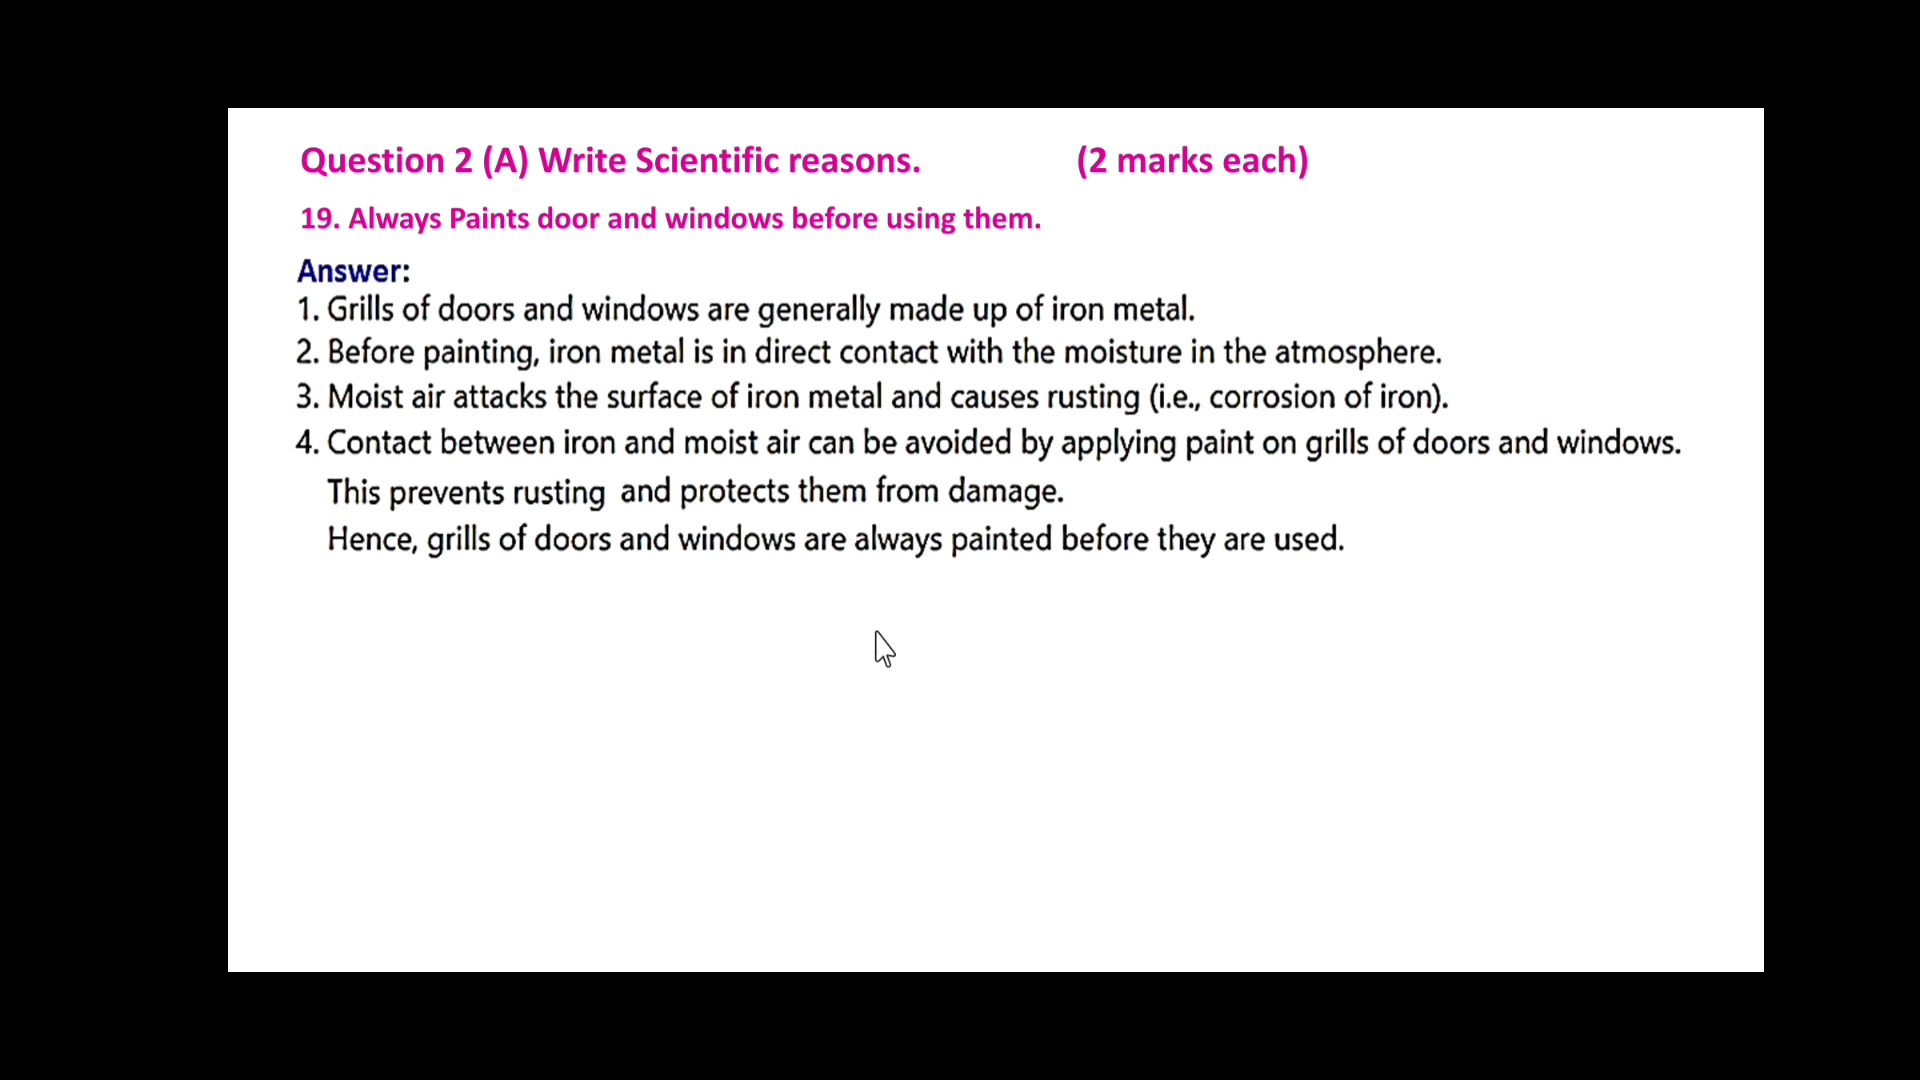 Question 2 (A) Write Scientific reasons. (2 marks each)
19. Always Paints door and windows before using them.
Answer:
1. Grills of doors and windows are generally made up of iron metal.
2. Before painting, iron metal is in direct contact with the moisture in the atmosphere.
3. Moist air attacks the surface of iron metal and causes rusting (i.e., corrosion of iron).
4. Contact between iron and moist air can be avoided by applying paint on grills of doors and windows.
This prevents rusting and protects them from damage.
Hence, grills of doors and windows are always painted before they are used.